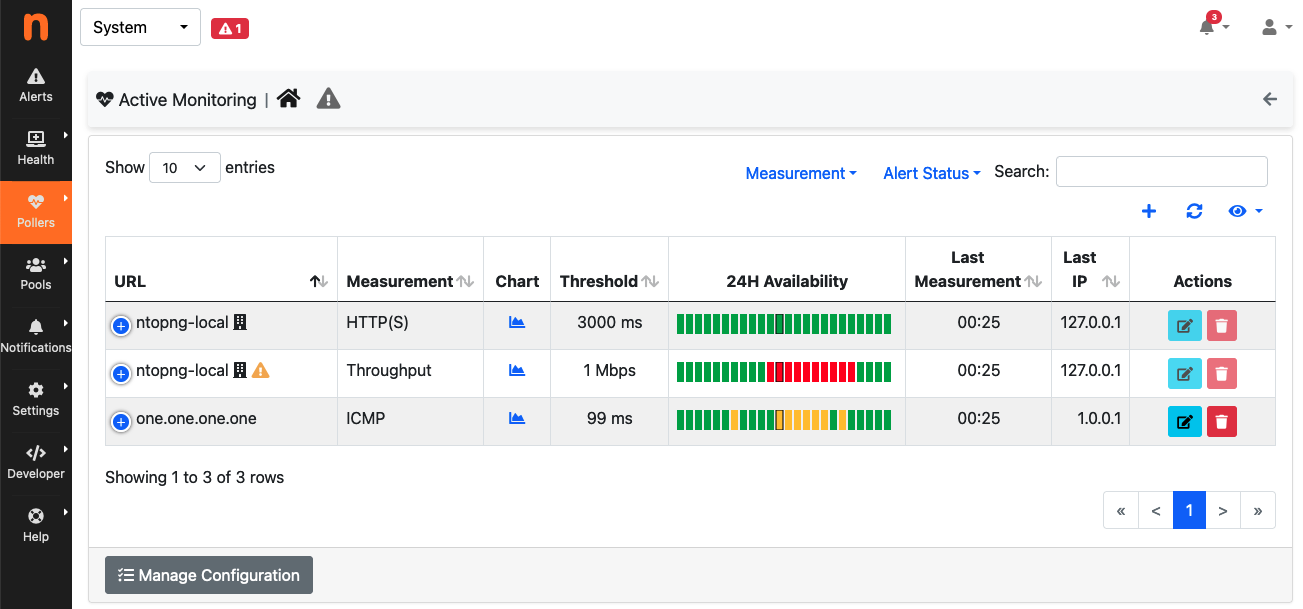 n
System
1
3
Alerts
Health
Pollers
Pools
Notifications
Settings
Developer
Help
Active Monitoring |
Show 10 entries
Measurement Alert Status Search:
URL Measurement Chart Threshold 24H Availability Last Measurement Last IP Actions
ntopng-local HTTP(S) 3000 ms 00:25 127.0.0.1
ntopng-local Throughput 1 Mbps 00:25 127.0.0.1
one.one.one.one ICMP 99 ms 00:25 1.0.0.1
Showing 1 to 3 of 3 rows
« < 1 > »
Manage Configuration